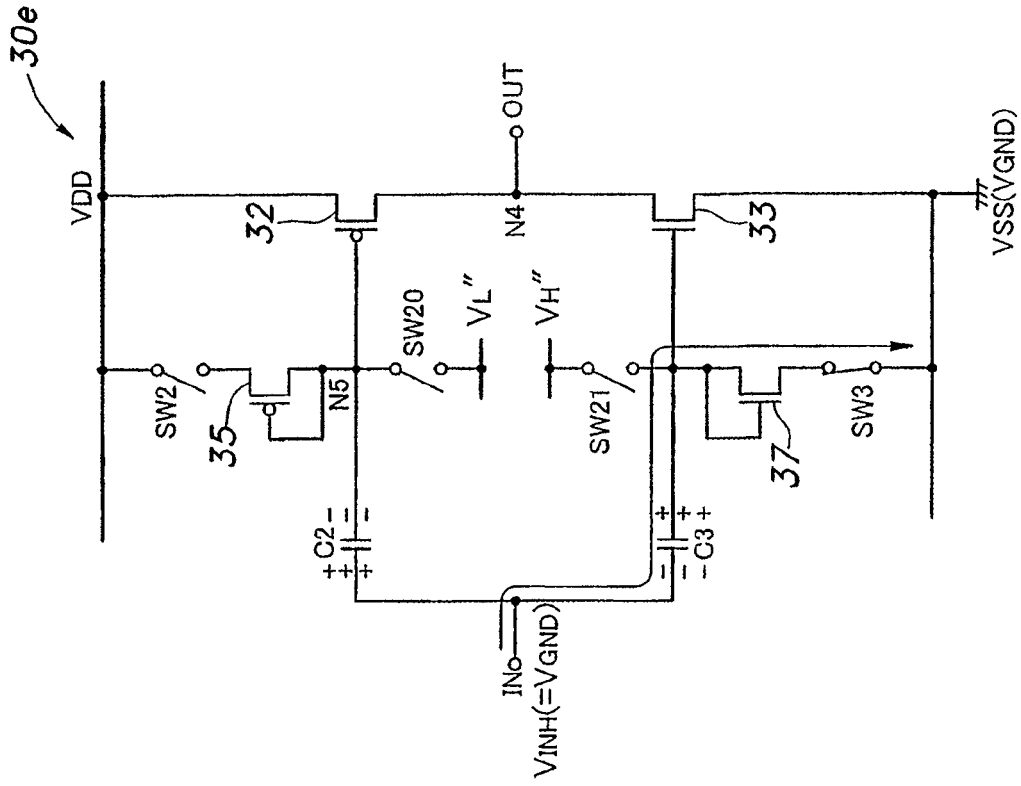 30e
VDD
SW2
35
N5
32
SW20
VL"
C2
− − −
+ + +
N4
OUT
VH"
SW21
IN
VINH(=VGND)
+ + +
− − −
C3
33
37
SW3
VSS(VGND)